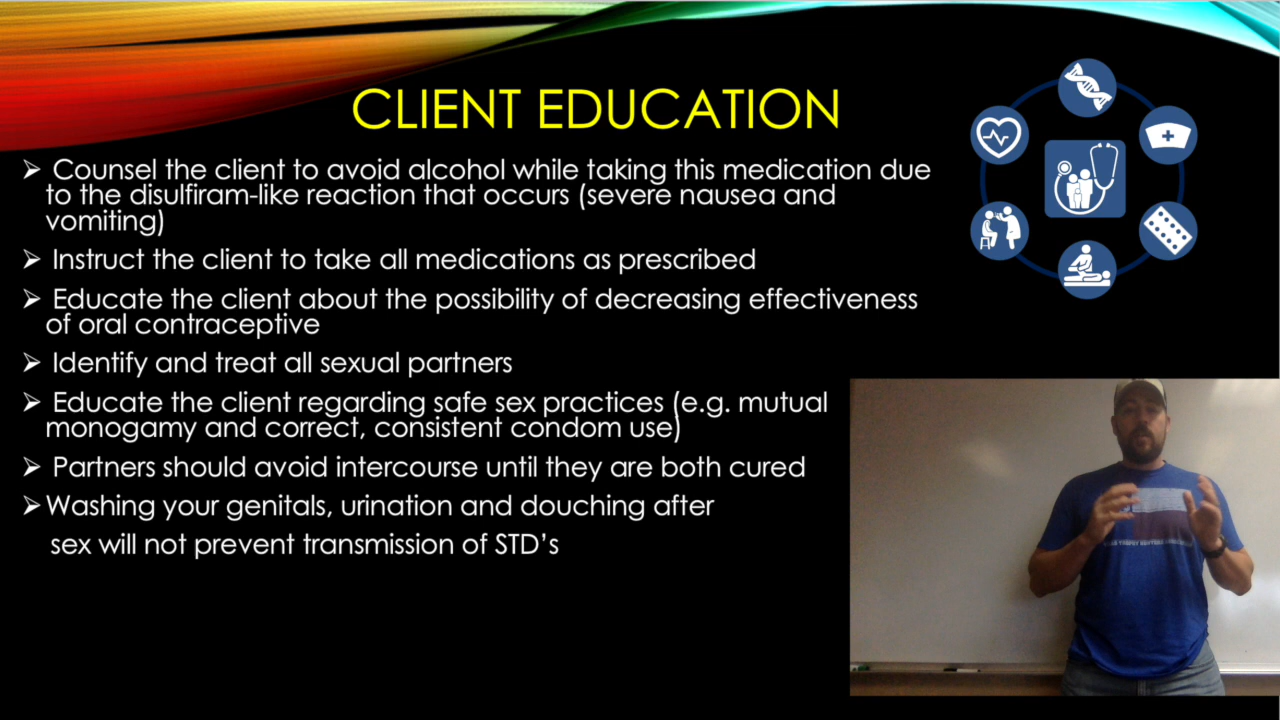 CLIENT EDUCATION
➢ Counsel the client to avoid alcohol while taking this medication due
to the disulfiram-like reaction that occurs (severe nausea and
vomiting)
➢ Instruct the client to take all medications as prescribed
➢ Educate the client about the possibility of decreasing effectiveness
of oral contraceptive
➢ Identify and treat all sexual partners
➢ Educate the client regarding safe sex practices (e.g. mutual
monogamy and correct, consistent condom use)
➢ Partners should avoid intercourse until they are both cured
➢ Washing your genitals, urination and douching after
sex will not prevent transmission of STD's